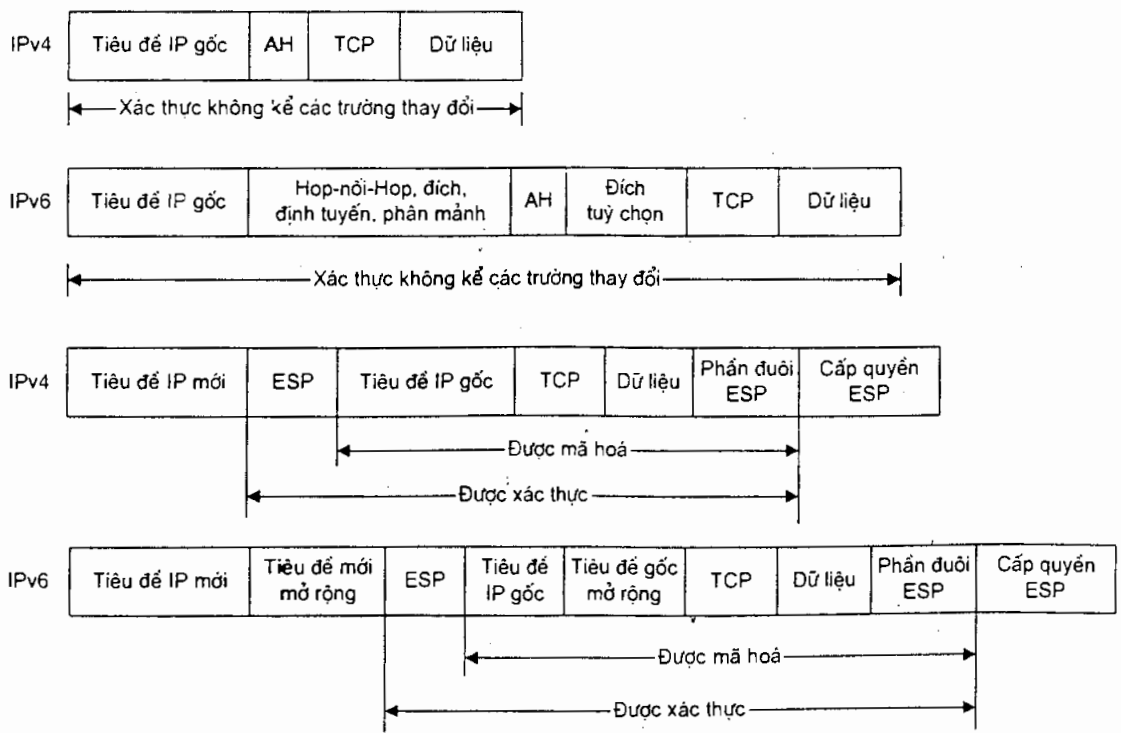 IPv4
Tiêu đề IP gốc
AH
TCP
Dữ liệu
Xác thực không kể các trường thay đổi
IPv6
Tiêu đề IP gốc
Hop-nối-Hop, đích,
định tuyến, phân mảnh
AH
Đích
tuỳ chọn
TCP
Dữ liệu
Xác thực không kể các trường thay đổi
IPv4
Tiêu đề IP mới
ESP
Tiêu đề IP gốc
TCP
Dữ liệu
Phần đuôi
ESP
Cấp quyền
ESP
Được mã hoá
Được xác thực
IPv6
Tiêu đề IP mới
Tiêu đề mới
mở rộng
ESP
Tiêu đề
IP gốc
Tiêu đề gốc
mở rộng
TCP
Dữ liệu
Phần đuôi
ESP
Cấp quyền
ESP
Được mã hoá
Được xác thực